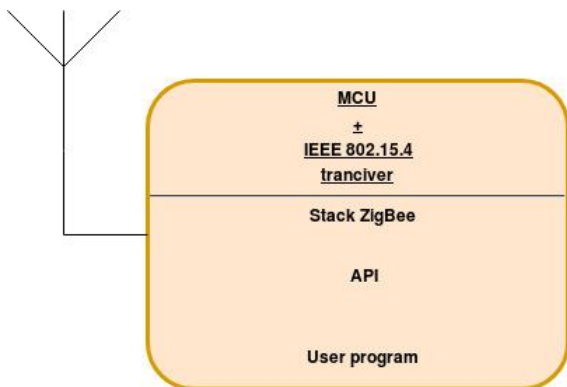 MCU
+
IEEE 802.15.4
tranciver
Stack ZigBee
API
User program